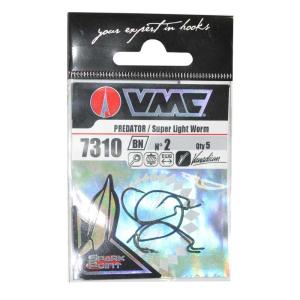 your expert in hooks
VMC
PREDATOR / Super Light Worm
7310 BN N° 2 Qty 5
Vanadium
SPARK
POINT